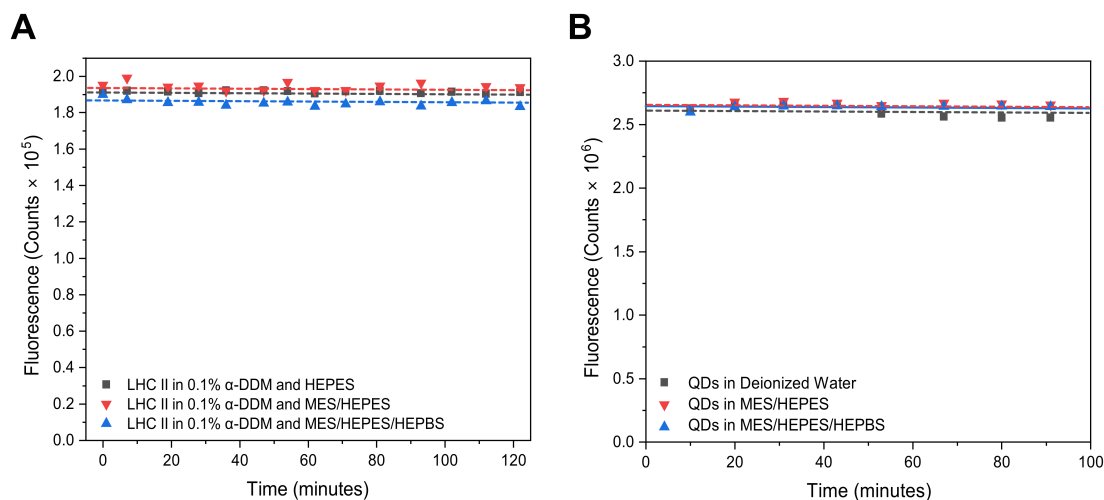 A
Fluorescence (Counts × 10⁵)
2.0
1.8
1.6
1.4
1.2
1.0
0.8
0.6
0.4
0.2
0.0
LHC II in 0.1% α-DDM and HEPES
LHC II in 0.1% α-DDM and MES/HEPES
LHC II in 0.1% α-DDM and MES/HEPES/HEPBS
0 20 40 60 80 100 120
Time (minutes)
B
Fluorescence (Counts × 10⁶)
3.0
2.5
2.0
1.5
1.0
0.5
0.0
QDs in Deionized Water
QDs in MES/HEPES
QDs in MES/HEPES/HEPBS
0 20 40 60 80 100
Time (minutes)